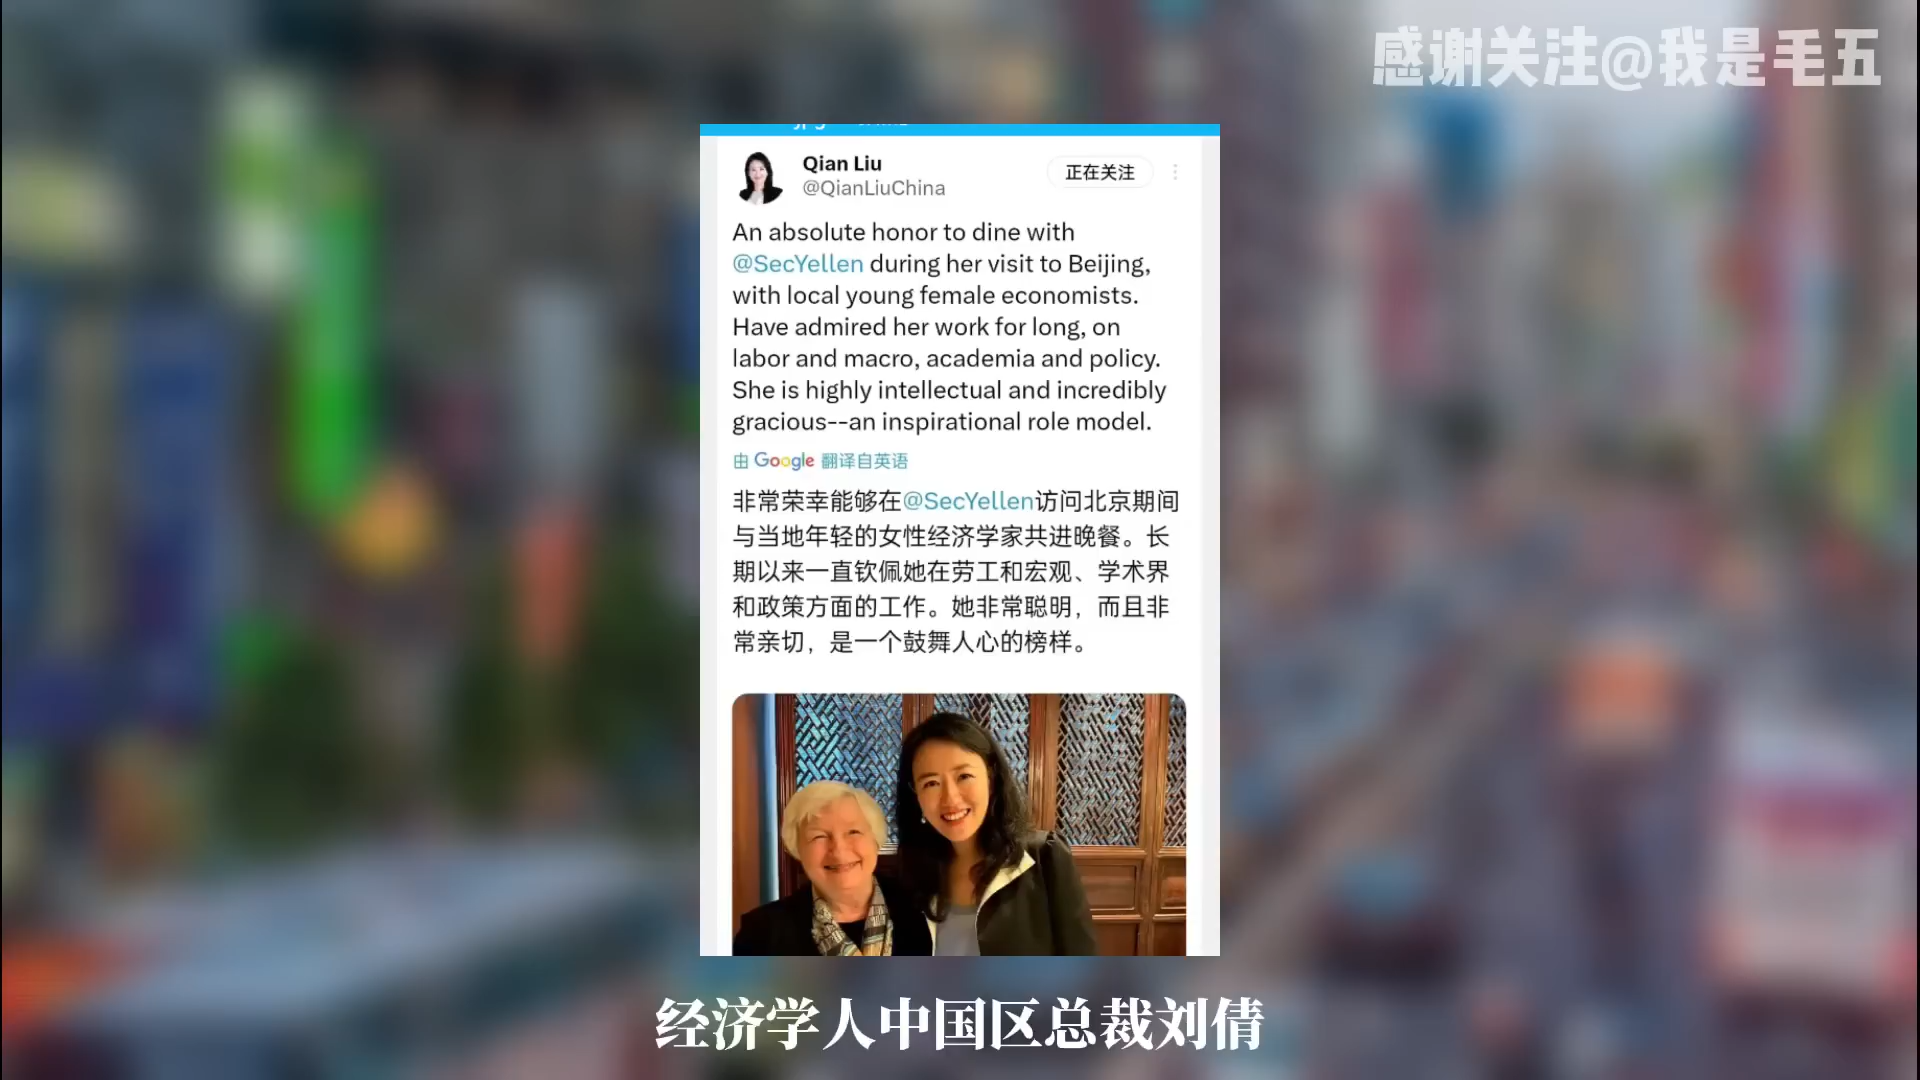 感谢关注@我是毛五
Qian Liu
@QianLiuChina
正在关注
An absolute honor to dine with
@SecYellen during her visit to Beijing,
with local young female economists.
Have admired her work for long, on
labor and macro, academia and policy.
She is highly intellectual and incredibly
gracious--an inspirational role model.
由 Google 翻译自英语
非常荣幸能够在@SecYellen访问北京期间
与当地年轻的女性经济学家共进晚餐。长
期以来一直钦佩她在劳工和宏观、学术界
和政策方面的工作。她非常聪明，而且非
常亲切，是一个鼓舞人心的榜样。
经济学人中国区总裁刘倩